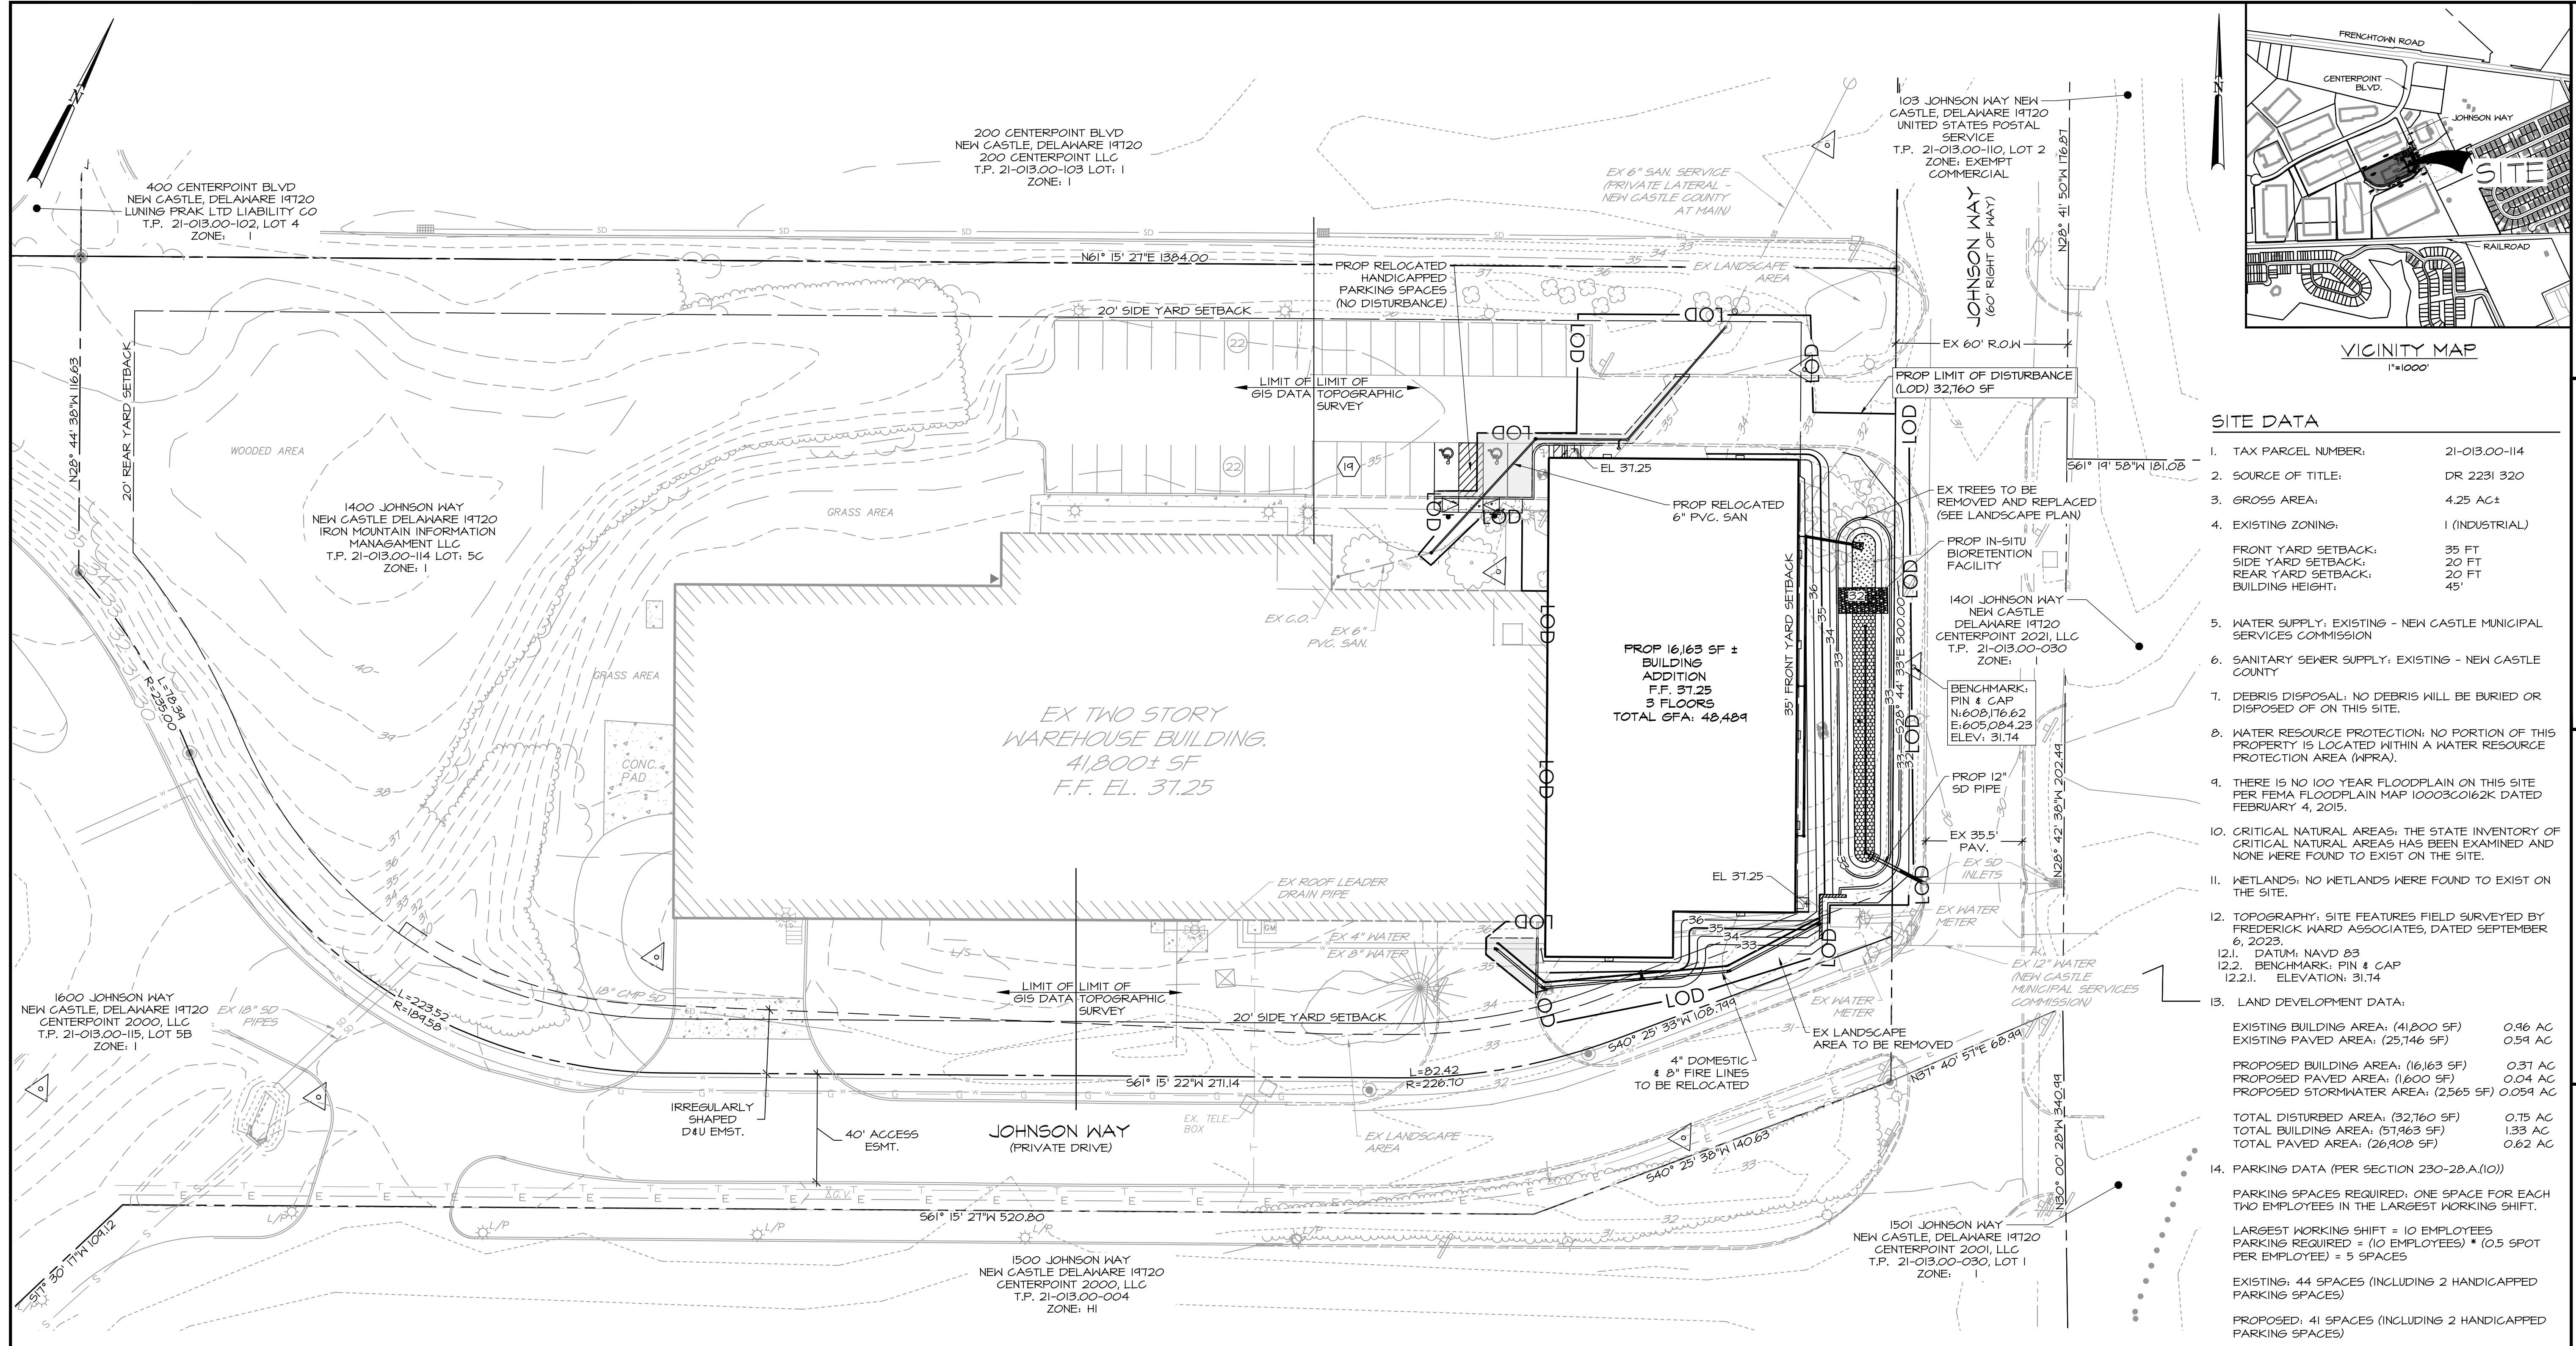 400 CENTERPOINT BLVD
NEW CASTLE, DELAWARE 19720
LUNING PRAK LTD LIABILITY CO
T.P. 21-013.00-102, LOT 4
ZONE: I
200 CENTERPOINT BLVD
NEW CASTLE, DELAWARE 19720
200 CENTERPOINT LLC
T.P. 21-013.00-103 LOT: 1
ZONE: I
EX 6" SAN. SERVICE
(PRIVATE LATERAL -
NEW CASTLE COUNTY
AT MAIN)
103 JOHNSON WAY NEW
CASTLE, DELAWARE 19720
UNITED STATES POSTAL
SERVICE
T.P. 21-013.00-110, LOT 2
ZONE: EXEMPT
COMMERCIAL
JOHNSON WAY
(60' RIGHT OF WAY)
N28° 41' 50"W 176.87
N61° 15' 27"E 1384.00
PROP RELOCATED
HANDICAPPED
PARKING SPACES
(NO DISTURBANCE)
EX LANDSCAPE
AREA
20' SIDE YARD SETBACK
EX 60' R.O.W
PROP LIMIT OF DISTURBANCE
(LOD) 32,760 SF
LIMIT OF
GIS DATA
LIMIT OF
TOPOGRAPHIC
SURVEY
22
22
19
N28° 44' 38"W 116.63
20' REAR YARD SETBACK
WOODED AREA
1400 JOHNSON WAY
NEW CASTLE DELAWARE 19720
IRON MOUNTAIN INFORMATION
MANAGAMENT LLC
T.P. 21-013.00-114 LOT: 5C
ZONE: I
GRASS AREA
GRASS AREA
EL 37.25
PROP RELOCATED
6" PVC. SAN
EX TREES TO BE
REMOVED AND REPLACED
(SEE LANDSCAPE PLAN)
PROP IN-SITU
BIORETENTION
FACILITY
S61° 19' 58"W 181.08
1401 JOHNSON WAY
NEW CASTLE
DELAWARE 19720
CENTERPOINT 2021, LLC
T.P. 21-013.00-030
ZONE: I
EX C.O.
EX 6"
PVC. SAN.
PROP 16,163 SF ±
BUILDING
ADDITION
F.F. 37.25
3 FLOORS
TOTAL GFA: 48,489
35' FRONT YARD SETBACK
S28° 44' 33"E 300.00
BENCHMARK:
PIN & CAP
N:608,176.62
E:605,084.23
ELEV: 31.74
EX TWO STORY
WAREHOUSE BUILDING.
41,800± SF
F.F. EL. 37.25
CONC.
PAD
L=78.39
R=235.00
PROP 12"
SD PIPE
EX 35.5'
PAV.
N28° 42' 38"W 202.49
EX SD
INLETS
EL 37.25
EX WATER
METER
EX ROOF LEADER
DRAIN PIPE
EX 4" WATER
EX 8" WATER
L/S
GM
LIMIT OF
GIS DATA
LIMIT OF
TOPOGRAPHIC
SURVEY
18" CMP SD
20' SIDE YARD SETBACK
EX 12" WATER
(NEW CASTLE
MUNICIPAL SERVICES
COMMISSION)
1600 JOHNSON WAY
NEW CASTLE, DELAWARE 19720
CENTERPOINT 2000, LLC
T.P. 21-013.00-115, LOT 5B
ZONE: I
EX 18" SD
PIPES
L=223.52
R=189.58
LOD
S40° 25' 33"W 108.799
EX WATER
METER
EX LANDSCAPE
AREA TO BE REMOVED
4" DOMESTIC
& 8" FIRE LINES
TO BE RELOCATED
N37° 40' 57"E 68.99
S61° 15' 22"W 271.14
L=82.42
R=226.70
IRREGULARLY
SHAPED
D&U EMST.
40' ACCESS
ESMT.
JOHNSON WAY
(PRIVATE DRIVE)
EX. TELE.
BOX
EX LANDSCAPE
AREA
S40° 25' 38"W 140.63
N30° 00' 28"W 340.99
S17° 30' 17"W 109.12
S61° 15' 27"W 520.80
1500 JOHNSON WAY
NEW CASTLE DELAWARE 19720
CENTERPOINT 2000, LLC
T.P. 21-013.00-004
ZONE: HI
1501 JOHNSON WAY
NEW CASTLE, DELAWARE 19720
CENTERPOINT 2001, LLC
T.P. 21-013.00-030, LOT 1
ZONE: I
FRENCHTOWN ROAD
CENTERPOINT
BLVD.
JOHNSON WAY
SITE
RAILROAD
N
VICINITY MAP
1"=1000'
SITE DATA
1. TAX PARCEL NUMBER: 21-013.00-114
2. SOURCE OF TITLE: DR 2231 320
3. GROSS AREA: 4.25 AC±
4. EXISTING ZONING: I (INDUSTRIAL)
FRONT YARD SETBACK: 35 FT
SIDE YARD SETBACK: 20 FT
REAR YARD SETBACK: 20 FT
BUILDING HEIGHT: 45'
5. WATER SUPPLY: EXISTING - NEW CASTLE MUNICIPAL
SERVICES COMMISSION
6. SANITARY SEWER SUPPLY: EXISTING - NEW CASTLE
COUNTY
7. DEBRIS DISPOSAL: NO DEBRIS WILL BE BURIED OR
DISPOSED OF ON THIS SITE.
8. WATER RESOURCE PROTECTION: NO PORTION OF THIS
PROPERTY IS LOCATED WITHIN A WATER RESOURCE
PROTECTION AREA (WPRA).
9. THERE IS NO 100 YEAR FLOODPLAIN ON THIS SITE
PER FEMA FLOODPLAIN MAP 10003C0162K DATED
FEBRUARY 4, 2015.
10. CRITICAL NATURAL AREAS: THE STATE INVENTORY OF
CRITICAL NATURAL AREAS HAS BEEN EXAMINED AND
NONE WERE FOUND TO EXIST ON THE SITE.
11. WETLANDS: NO WETLANDS WERE FOUND TO EXIST ON
THE SITE.
12. TOPOGRAPHY: SITE FEATURES FIELD SURVEYED BY
FREDERICK WARD ASSOCIATES, DATED SEPTEMBER
6, 2023.
12.1. DATUM: NAVD 83
12.2. BENCHMARK: PIN & CAP
12.2.1. ELEVATION: 31.74
13. LAND DEVELOPMENT DATA:
EXISTING BUILDING AREA: (41,800 SF) 0.96 AC
EXISTING PAVED AREA: (25,746 SF) 0.59 AC
PROPOSED BUILDING AREA: (16,163 SF) 0.37 AC
PROPOSED PAVED AREA: (1,600 SF) 0.04 AC
PROPOSED STORMWATER AREA: (2,565 SF) 0.059 AC
TOTAL DISTURBED AREA: (32,760 SF) 0.75 AC
TOTAL BUILDING AREA: (57,963 SF) 1.33 AC
TOTAL PAVED AREA: (26,908 SF) 0.62 AC
14. PARKING DATA (PER SECTION 230-28.A.(10))
PARKING SPACES REQUIRED: ONE SPACE FOR EACH
TWO EMPLOYEES IN THE LARGEST WORKING SHIFT.
LARGEST WORKING SHIFT = 10 EMPLOYEES
PARKING REQUIRED = (10 EMPLOYEES) * (0.5 SPOT
PER EMPLOYEE) = 5 SPACES
EXISTING: 44 SPACES (INCLUDING 2 HANDICAPPED
PARKING SPACES)
PROPOSED: 41 SPACES (INCLUDING 2 HANDICAPPED
PARKING SPACES)